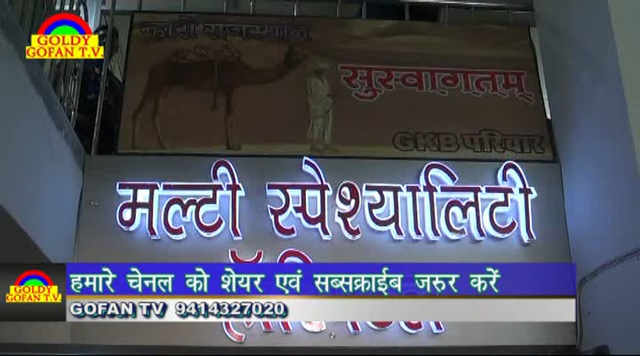 GOLDY
GOFAN T.V.
म्हारो राजस्थान
सुस्वागतम्
GKB परिवार
मल्टी स्पेश्यालिटी
GOLDY
GOFAN T.V.
हमारे चेनल को शेयर एवं सब्सक्राईब जरुर करें
GOFAN TV 9414327020